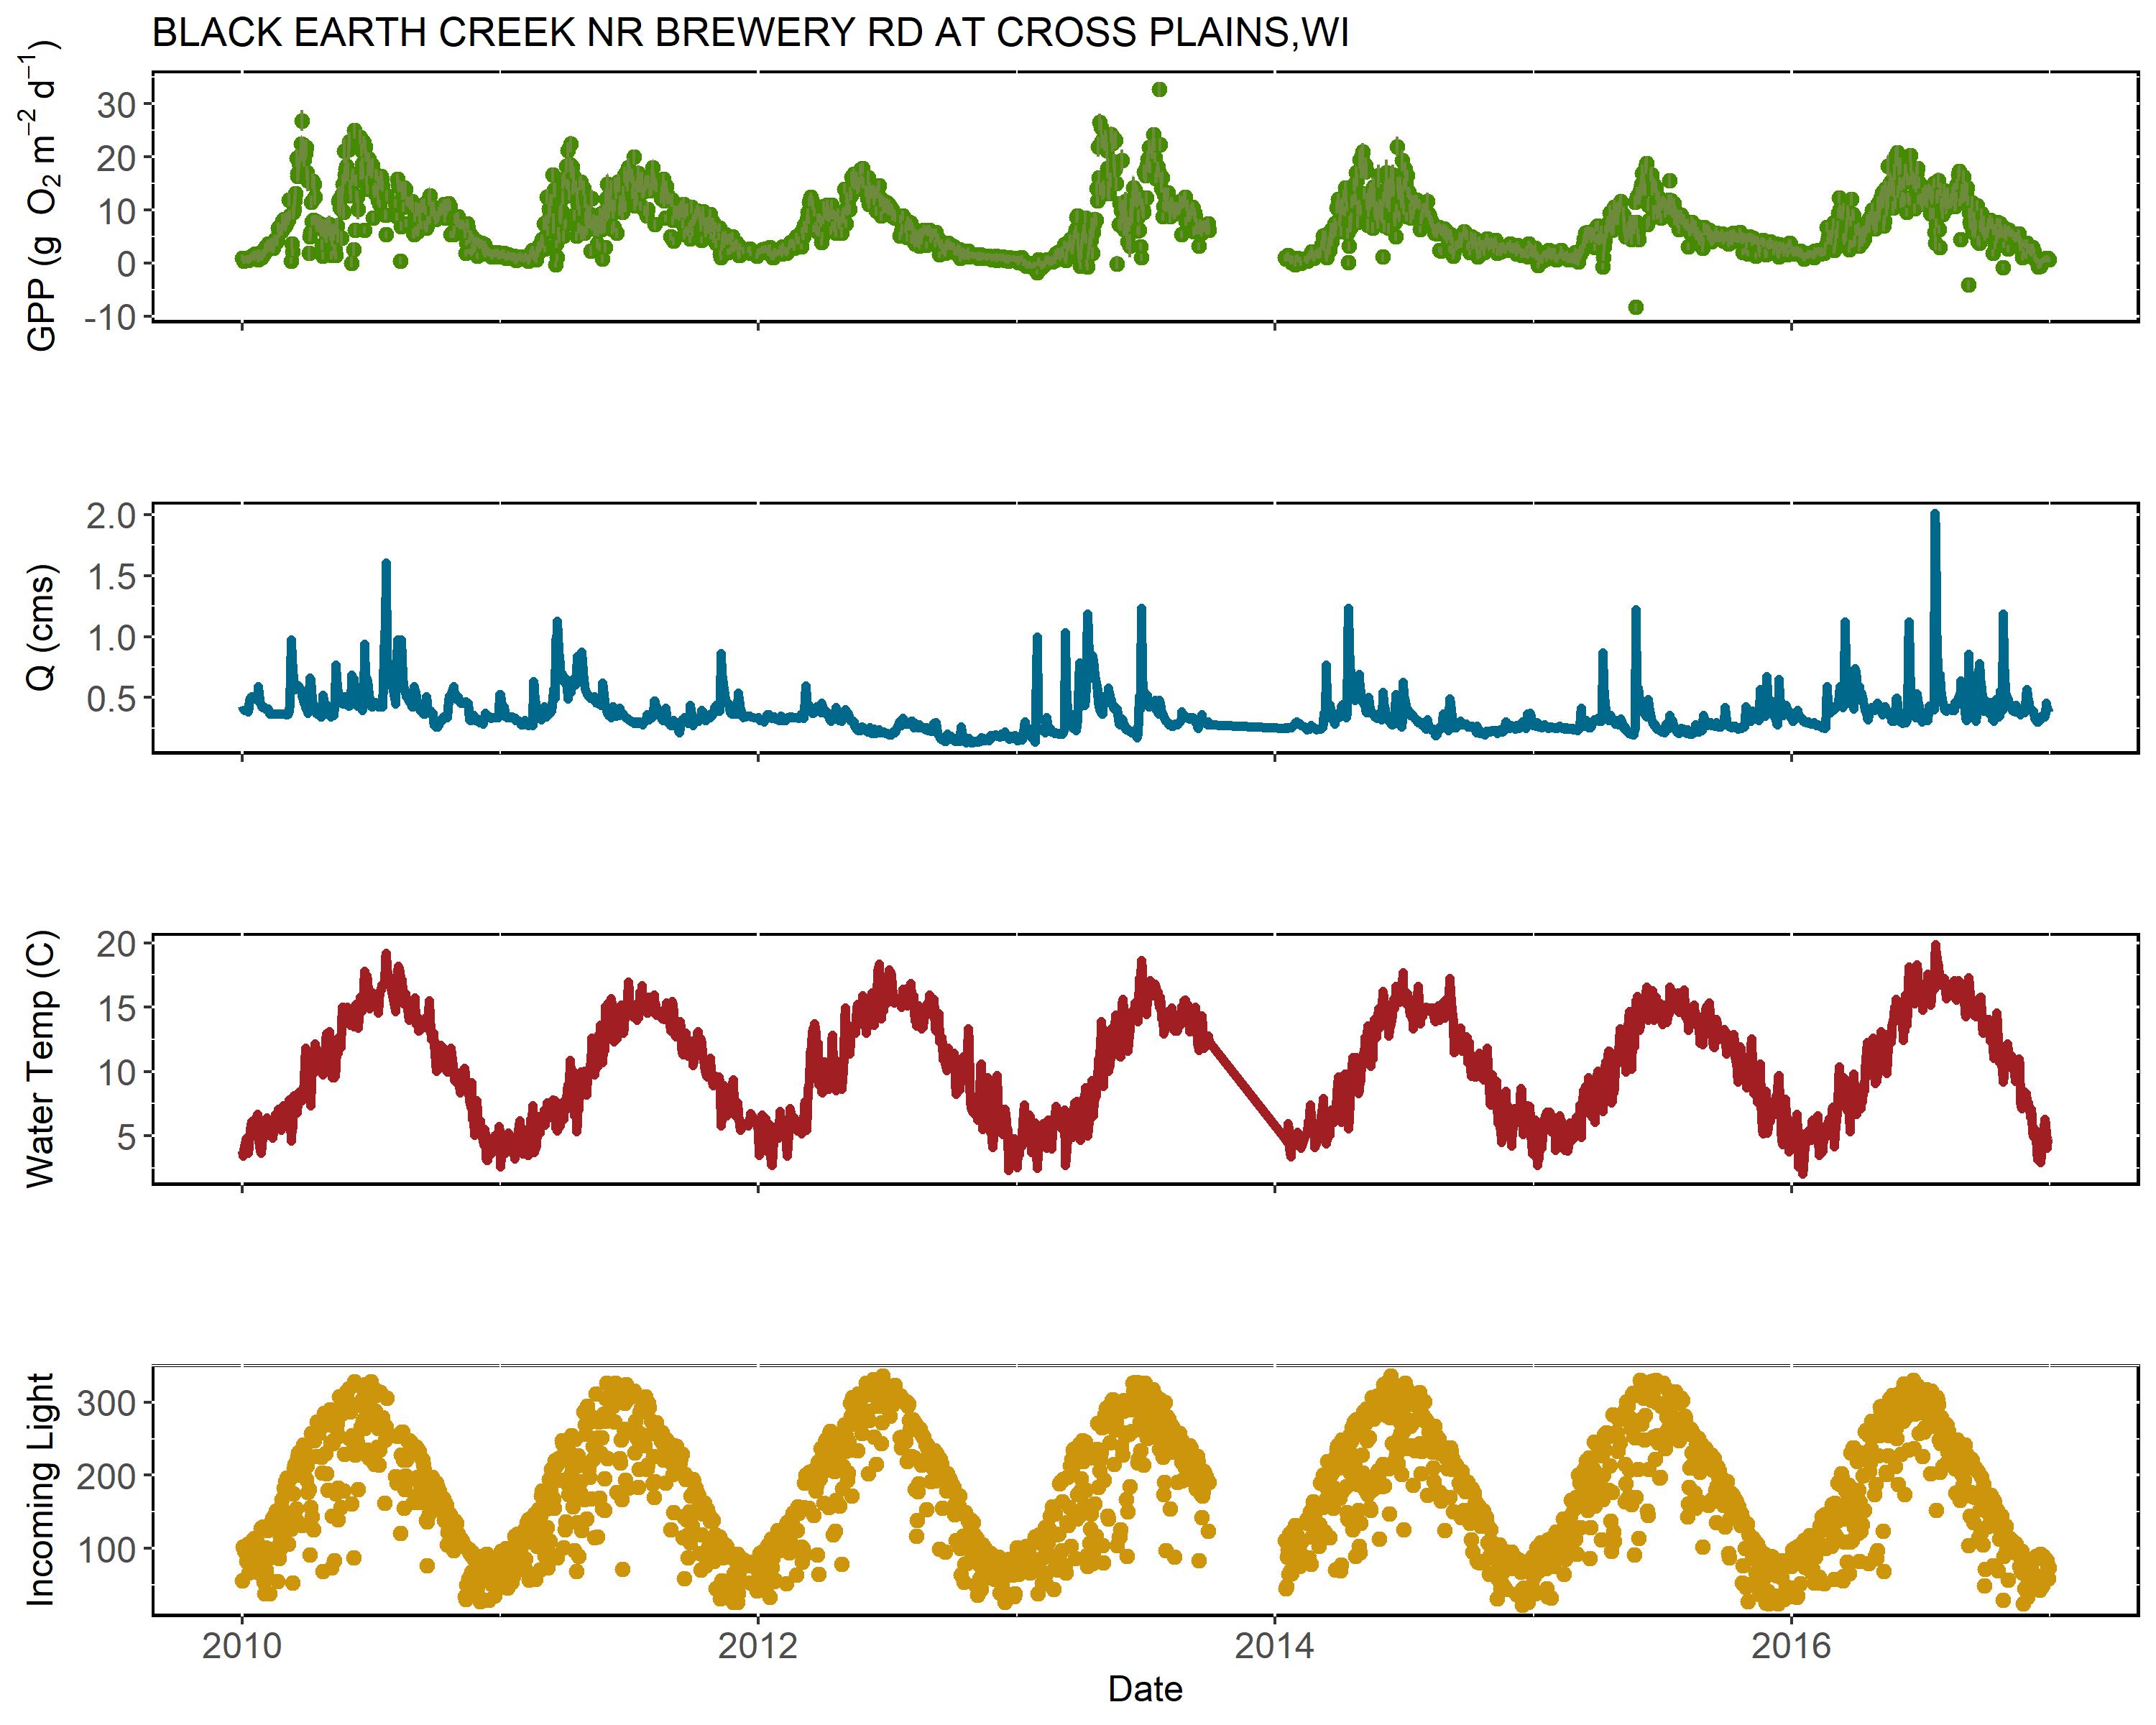 BLACK EARTH CREEK NR BREWERY RD AT CROSS PLAINS,WI
GPP (g O₂ m⁻² d⁻¹)
30
20
10
0
-10
Q (cms)
2.0
1.5
1.0
0.5
Water Temp (C)
20
15
10
5
Incoming Light
300
200
100
2010 2012 2014 2016
Date